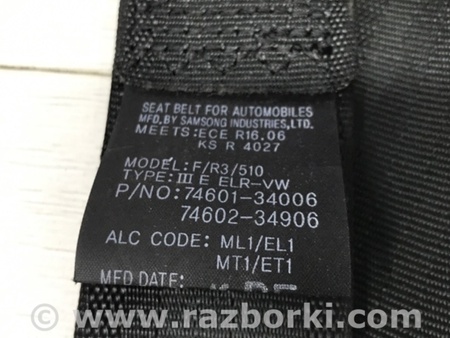 SEAT BELT FOR AUTOMOBILES
MFD.BY SAMSONG INDUSTRIES,LTD.
MEETS:ECE R16.06
KS R 4027
MODEL: F/R3/510
TYPE: III E ELR-VW
P/NO: 74601-34006
74602-34906
ALC CODE: ML1/EL1
MT1/ET1
MFD DATE:
© www.razborki.com